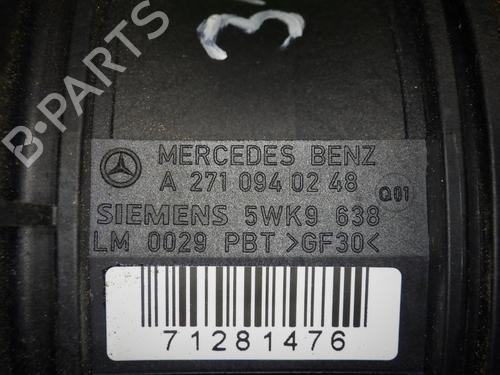 B-PARTS
MERCEDES BENZ
A 271 094 02 48
Q01
SIEMENS 5WK9 638
LM 0029 PBT >GF30<
71281476